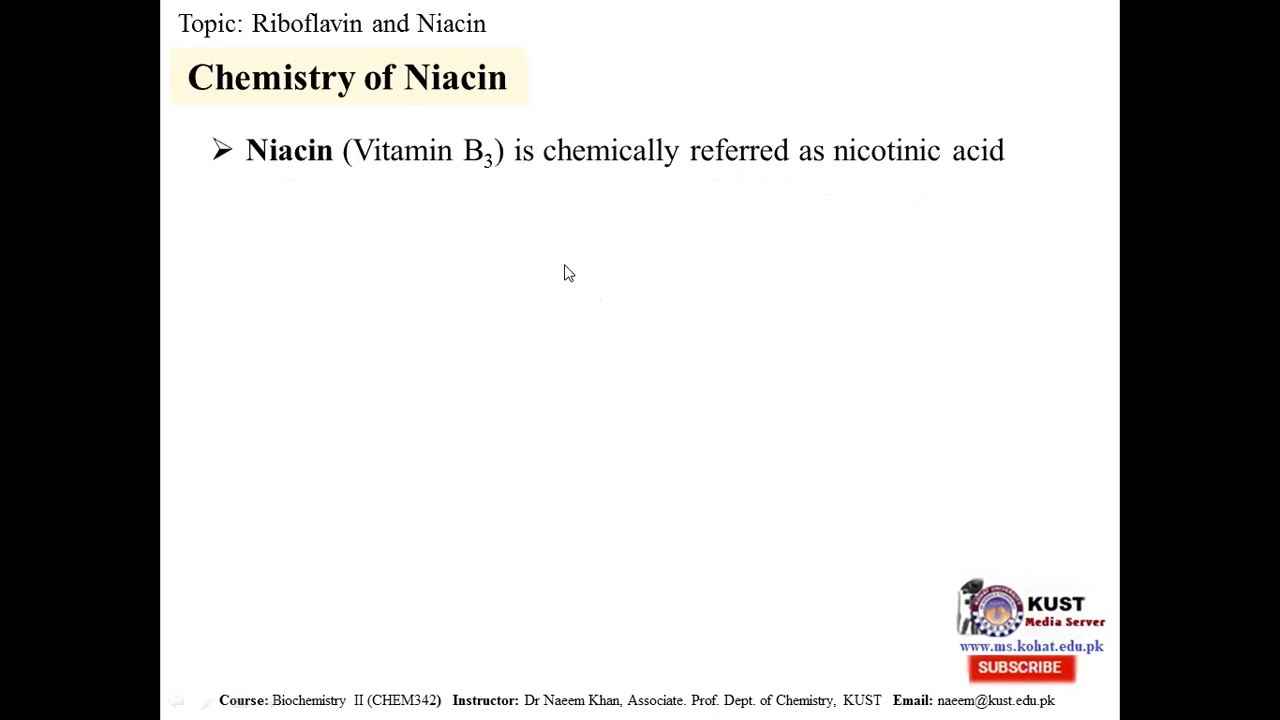 Topic: Riboflavin and Niacin
Chemistry of Niacin
➢ Niacin (Vitamin B₃) is chemically referred as nicotinic acid
KUST
Media Server
www.ms.kohat.edu.pk
SUBSCRIBE
Course: Biochemistry II (CHEM342) Instructor: Dr Naeem Khan, Associate. Prof. Dept. of Chemistry, KUST Email: naeem@kust.edu.pk